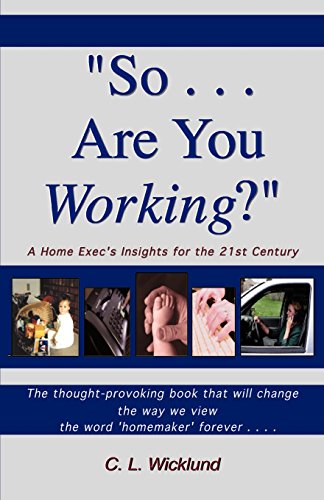 "So . . .
Are You
Working?"
A Home Exec's Insights for the 21st Century
The thought-provoking book that will change
the way we view
the word 'homemaker' forever . . . .
C. L. Wicklund